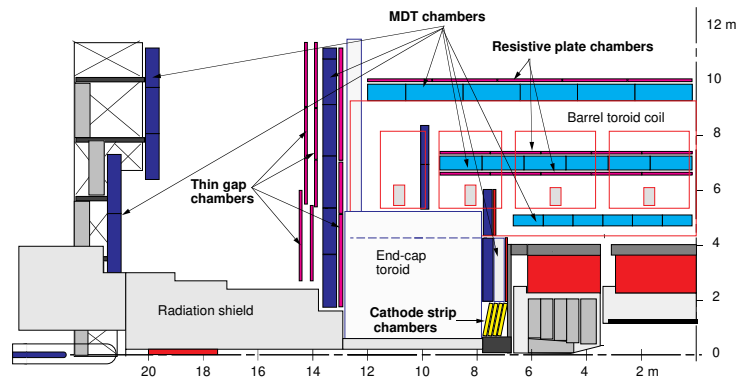 MDT chambers
12 m
Resistive plate chambers
10
Barrel toroid coil
8
Thin gap
chambers
6
4
End-cap
toroid
Radiation shield
Cathode strip
chambers
2
0
20
18
16
14
12
10
8
6
4
2 m